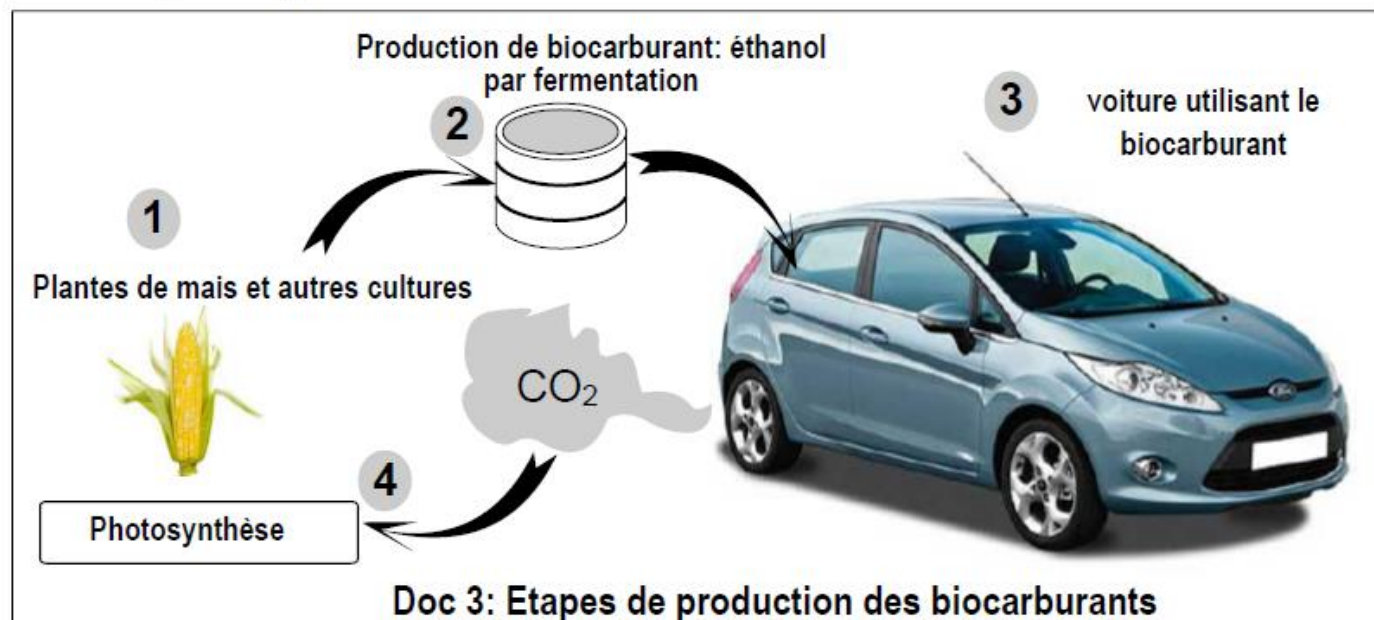 Production de biocarburant: éthanol
par fermentation
2
3
voiture utilisant le
biocarburant
1
Plantes de mais et autres cultures
CO₂
4
Photosynthèse
Doc 3: Etapes de production des biocarburants